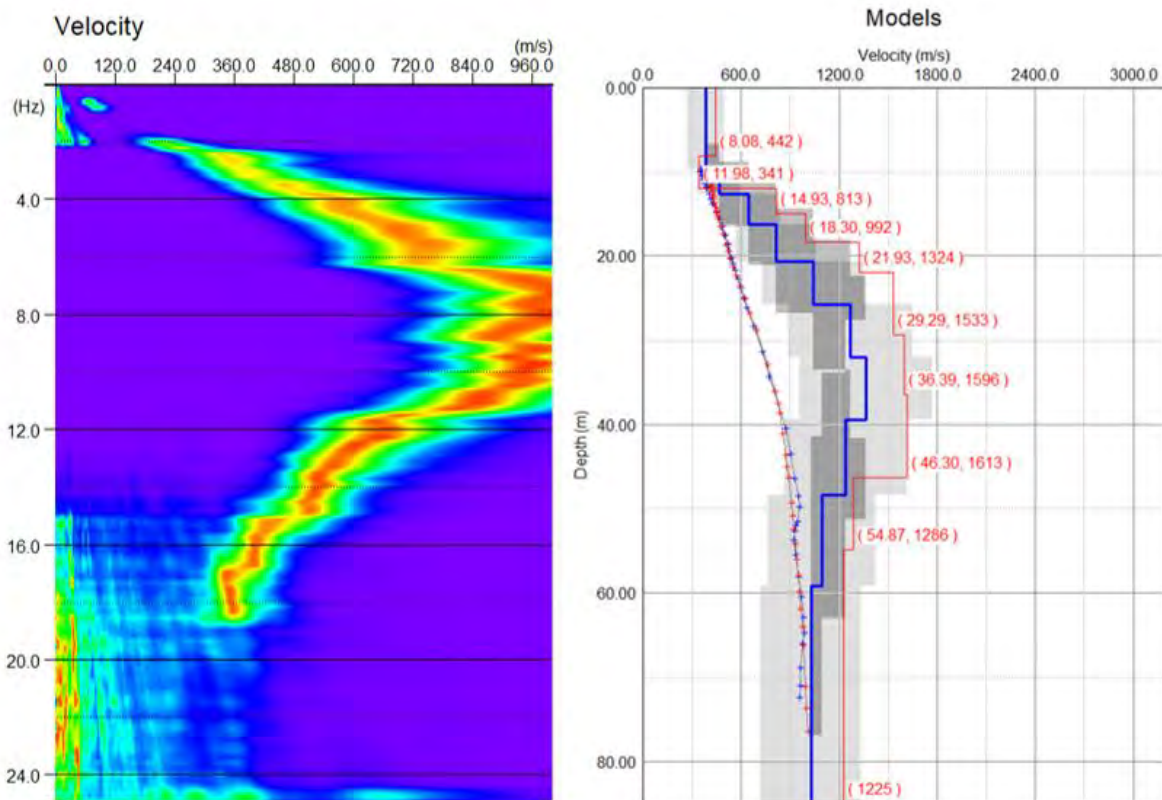 Velocity
(m/s)
0.0 120.0 240.0 360.0 480.0 600.0 720.0 840.0 960.0
(Hz)
4.0
8.0
12.0
16.0
20.0
24.0
Models
Velocity (m/s)
0.0 600.0 1200.0 1800.0 2400.0 3000.0
0.00
( 8.08, 442 )
( 11.98, 341 )
( 14.93, 813 )
( 18.30, 992 )
20.00
( 21.93, 1324 )
( 29.29, 1533 )
( 36.39, 1596 )
40.00
Depth (m)
( 46.30, 1613 )
( 54.87, 1286 )
60.00
80.00
( 1225 )